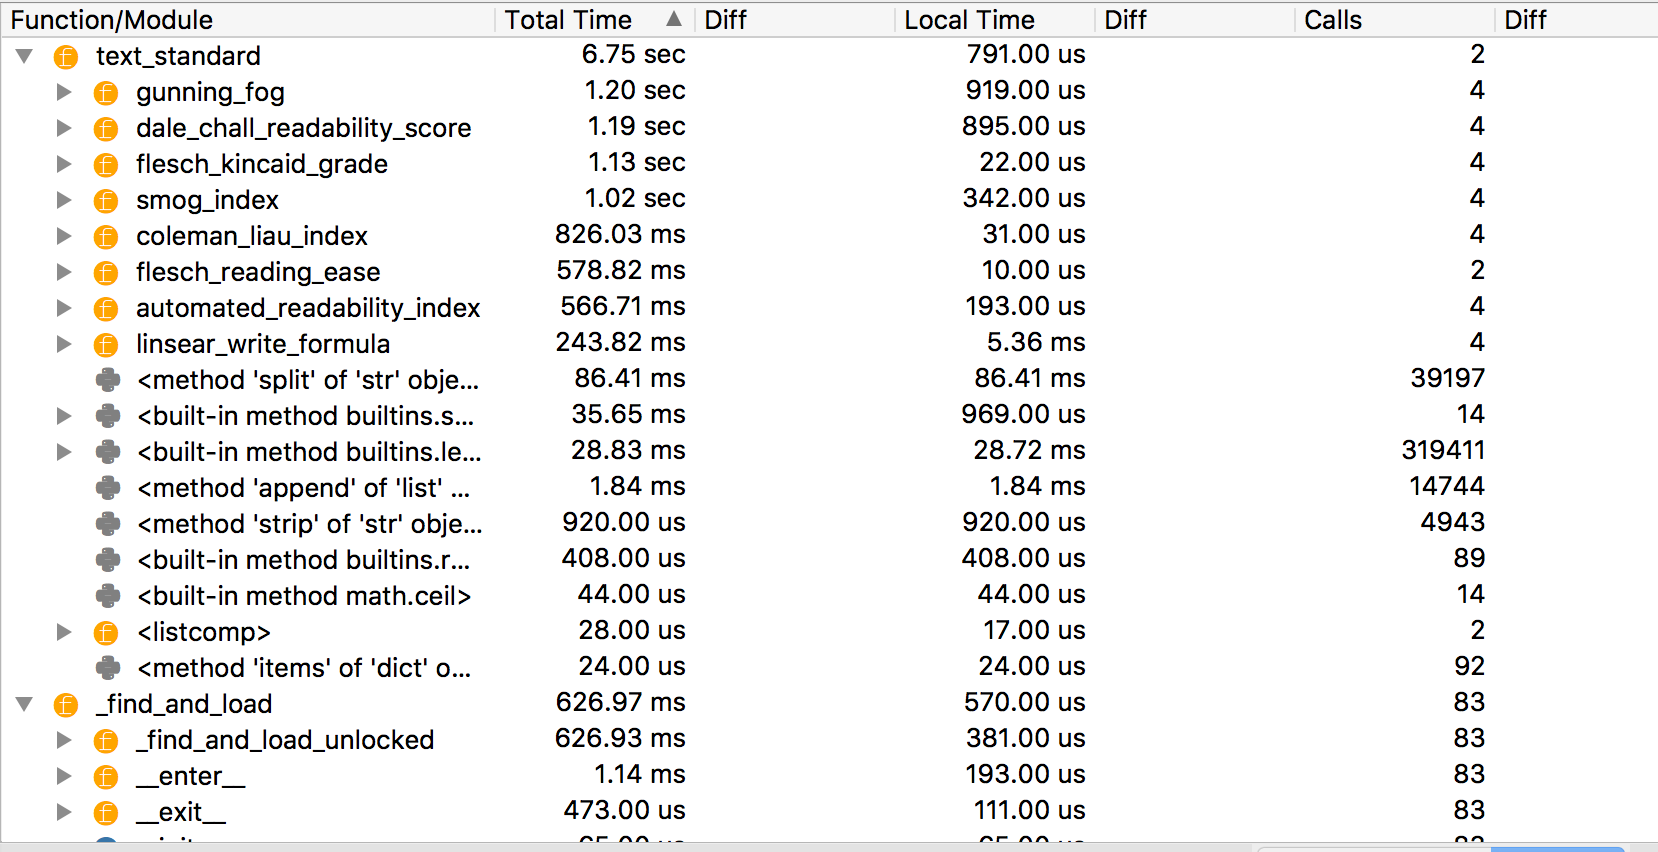 Function/Module Total Time ▲ Diff Local Time Diff Calls Diff
text_standard 6.75 sec 791.00 us 2
gunning_fog 1.20 sec 919.00 us 4
dale_chall_readability_score 1.19 sec 895.00 us 4
flesch_kincaid_grade 1.13 sec 22.00 us 4
smog_index 1.02 sec 342.00 us 4
coleman_liau_index 826.03 ms 31.00 us 4
flesch_reading_ease 578.82 ms 10.00 us 2
automated_readability_index 566.71 ms 193.00 us 4
linsear_write_formula 243.82 ms 5.36 ms 4
<method 'split' of 'str' obje... 86.41 ms 86.41 ms 39197
<built-in method builtins.s... 35.65 ms 969.00 us 14
<built-in method builtins.le... 28.83 ms 28.72 ms 319411
<method 'append' of 'list' ... 1.84 ms 1.84 ms 14744
<method 'strip' of 'str' obje... 920.00 us 920.00 us 4943
<built-in method builtins.r... 408.00 us 408.00 us 89
<built-in method math.ceil> 44.00 us 44.00 us 14
<listcomp> 28.00 us 17.00 us 2
<method 'items' of 'dict' o... 24.00 us 24.00 us 92
_find_and_load 626.97 ms 570.00 us 83
_find_and_load_unlocked 626.93 ms 381.00 us 83
__enter__ 1.14 ms 193.00 us 83
__exit__ 473.00 us 111.00 us 83